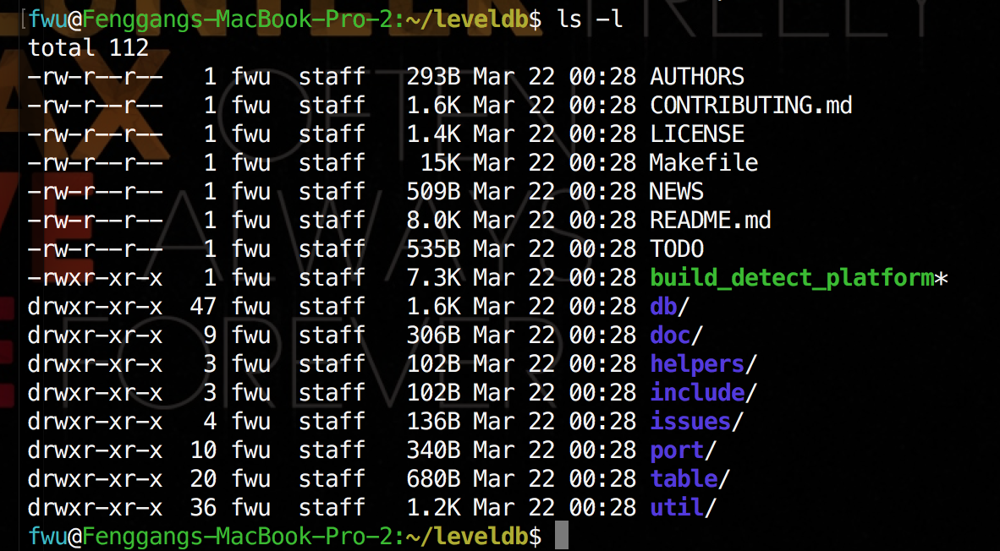 fwu@Fenggangs-MacBook-Pro-2:~/leveldb$ ls -l
total 112
-rw-r--r--   1 fwu  staff   293B Mar 22 00:28 AUTHORS
-rw-r--r--   1 fwu  staff   1.6K Mar 22 00:28 CONTRIBUTING.md
-rw-r--r--   1 fwu  staff   1.4K Mar 22 00:28 LICENSE
-rw-r--r--   1 fwu  staff    15K Mar 22 00:28 Makefile
-rw-r--r--   1 fwu  staff   509B Mar 22 00:28 NEWS
-rw-r--r--   1 fwu  staff   8.0K Mar 22 00:28 README.md
-rw-r--r--   1 fwu  staff   535B Mar 22 00:28 TODO
-rwxr-xr-x   1 fwu  staff   7.3K Mar 22 00:28 build_detect_platform*
drwxr-xr-x  47 fwu  staff   1.6K Mar 22 00:28 db/
drwxr-xr-x   9 fwu  staff   306B Mar 22 00:28 doc/
drwxr-xr-x   3 fwu  staff   102B Mar 22 00:28 helpers/
drwxr-xr-x   3 fwu  staff   102B Mar 22 00:28 include/
drwxr-xr-x   4 fwu  staff   136B Mar 22 00:28 issues/
drwxr-xr-x  10 fwu  staff   340B Mar 22 00:28 port/
drwxr-xr-x  20 fwu  staff   680B Mar 22 00:28 table/
drwxr-xr-x  36 fwu  staff   1.2K Mar 22 00:28 util/
fwu@Fenggangs-MacBook-Pro-2:~/leveldb$
OFTEN
ALWAYS
FOREVER